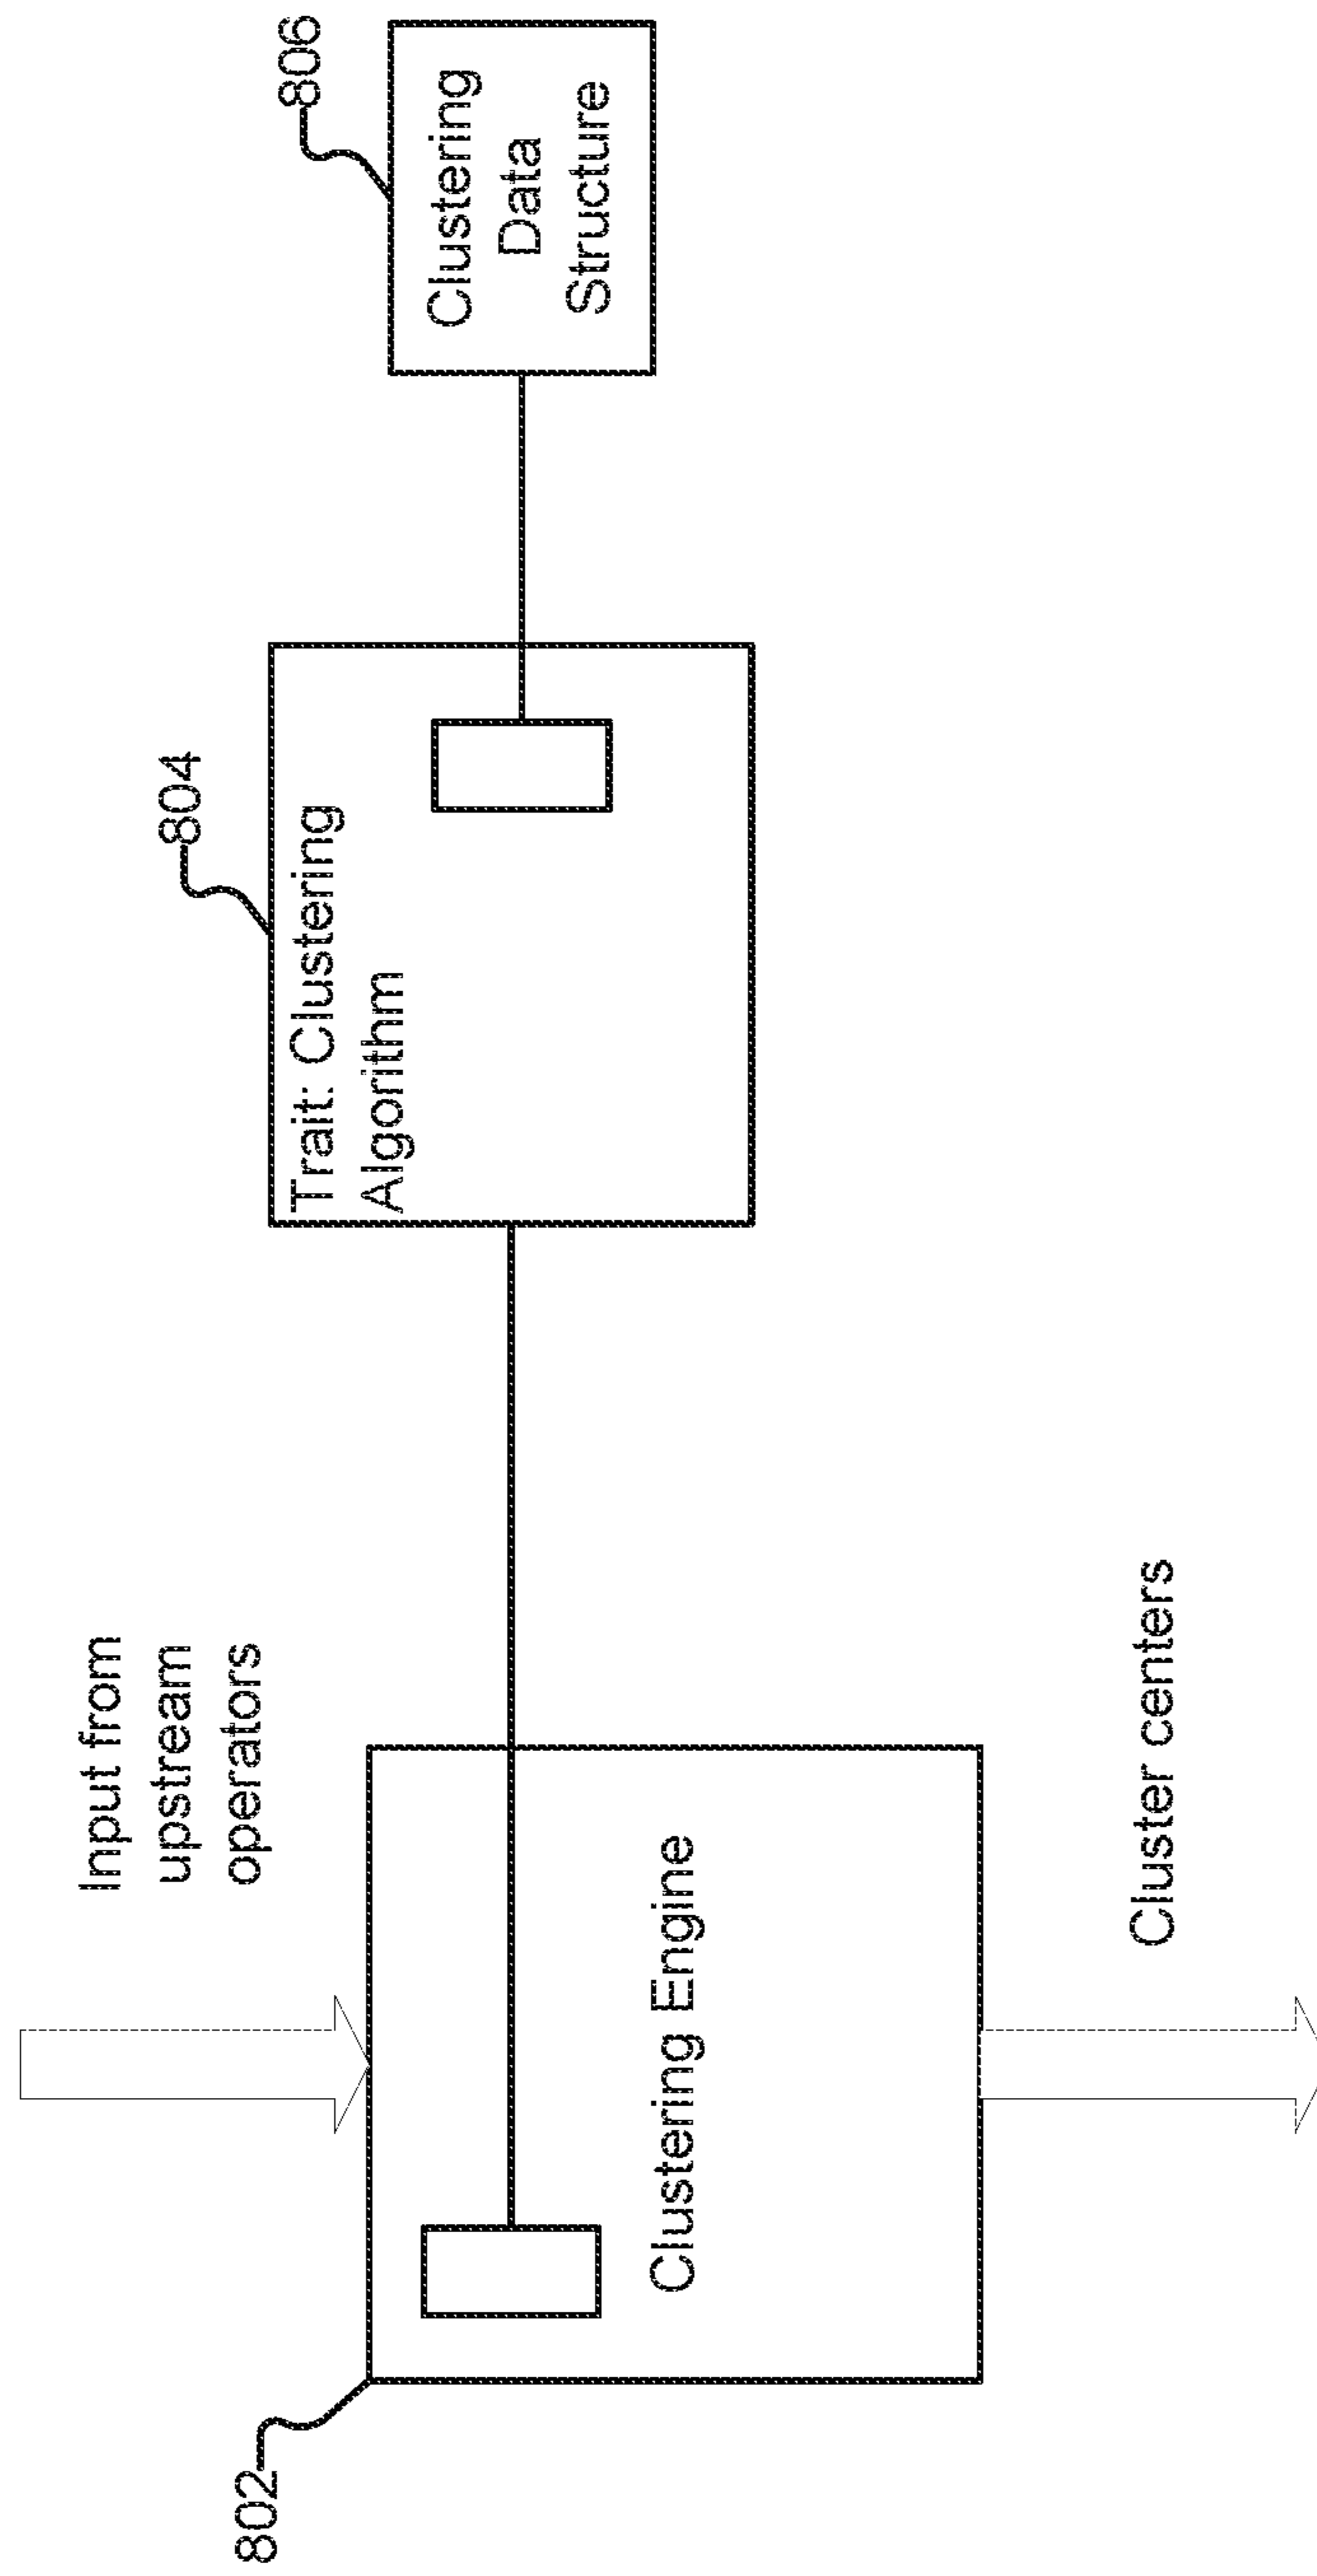 802
Input from
upstream
operators
Clustering Engine
Cluster centers
804
Trait: Clustering
Algorithm
806
Clustering
Data
Structure